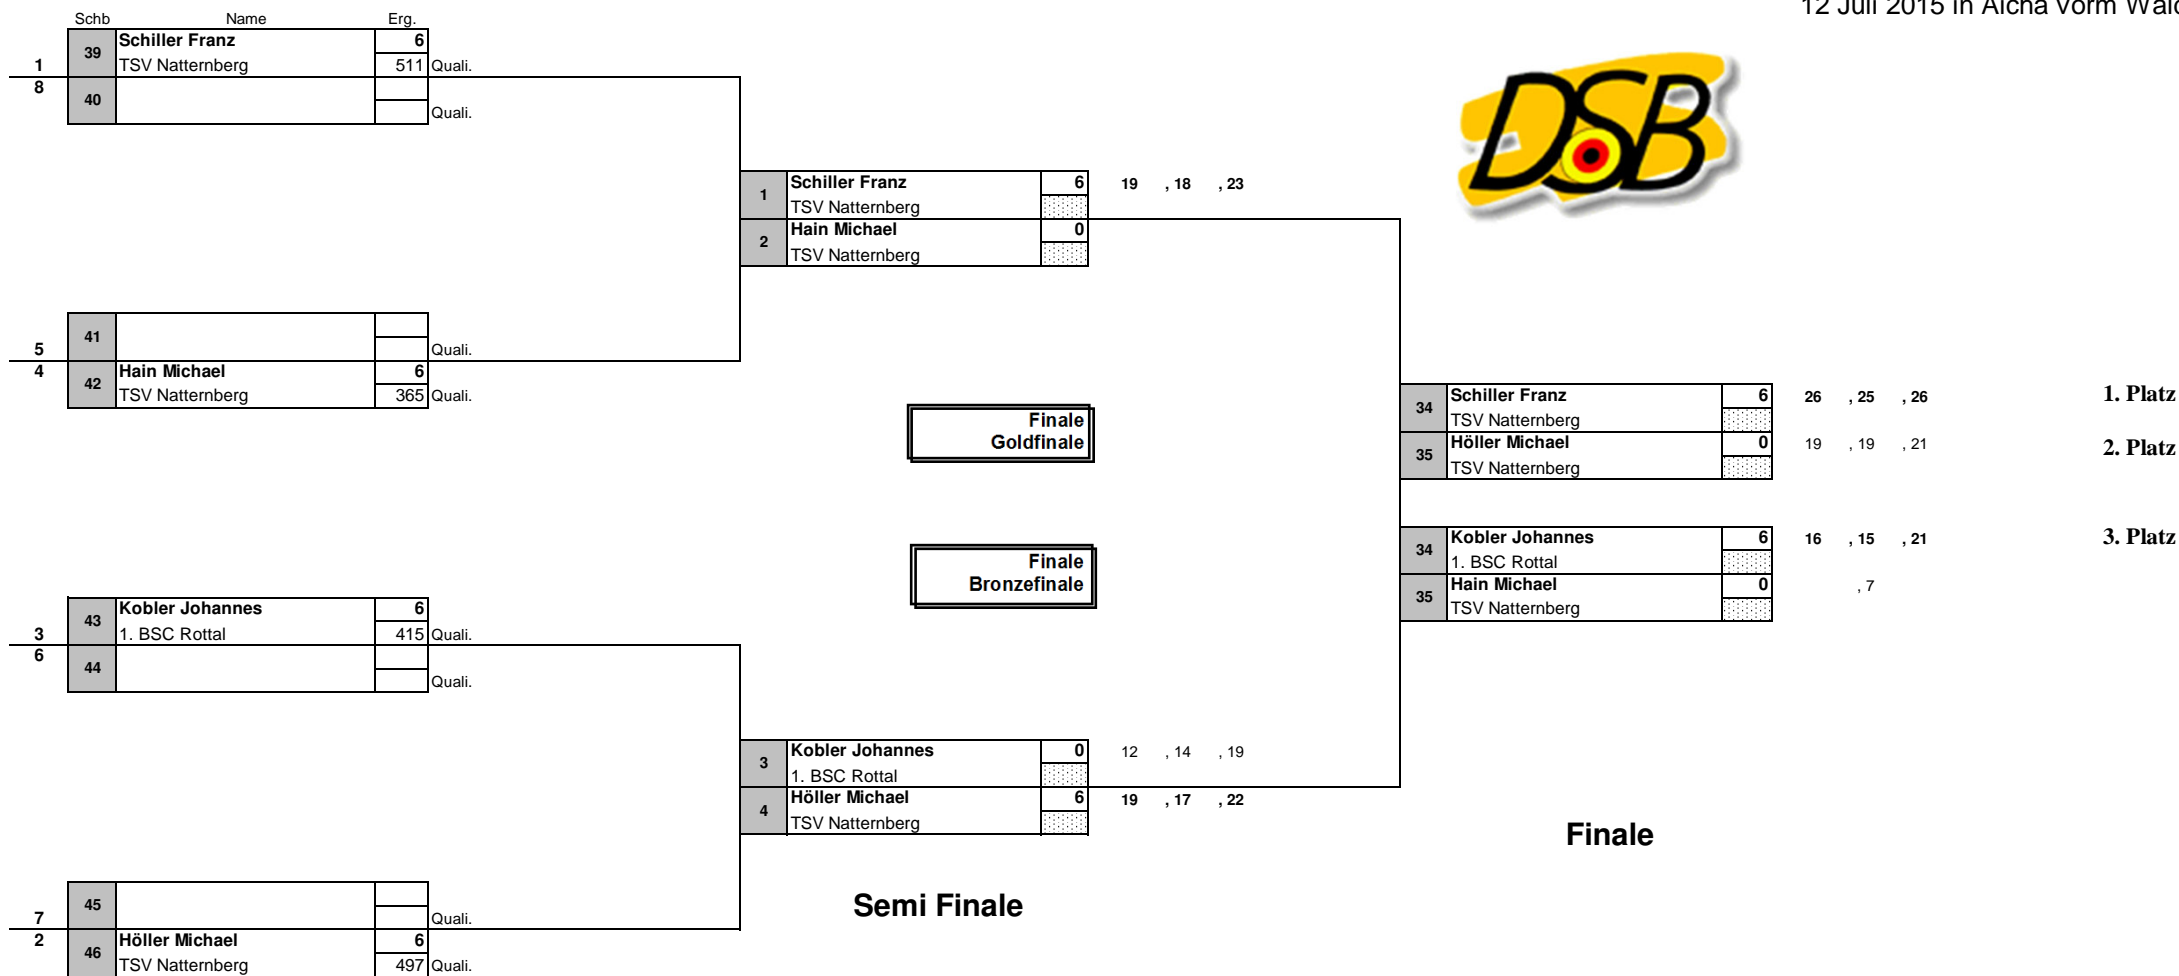 12 Juli 2015 in Aicha vorm
Schb Name Erg.
39 Schiller Franz 6
1 TSV Natternberg 511 Quali.
8 40
Quali.
DSB
1 Schiller Franz 6 19 , 18 , 23
TSV Natternberg
2 Hain Michael 0
TSV Natternberg
41
5 Quali.
4 42 Hain Michael 6
TSV Natternberg 365 Quali.
34 Schiller Franz 6 26 , 25 , 26 1. Platz
TSV Natternberg
35 Höller Michael 0 19 , 19 , 21 2. Platz
TSV Natternberg
Finale
Goldfinale
34 Kobler Johannes 6 16 , 15 , 21 3. Platz
1. BSC Rottal
35 Hain Michael 0 , 7
TSV Natternberg
Finale
Bronzefinale
43 Kobler Johannes 6
3 1. BSC Rottal 415 Quali.
6 44
Quali.
3 Kobler Johannes 0 12 , 14 , 19
1. BSC Rottal
4 Höller Michael 6 19 , 17 , 22
TSV Natternberg
Finale
Semi Finale
45
7 Quali.
2 46 Höller Michael 6
TSV Natternberg 497 Quali.